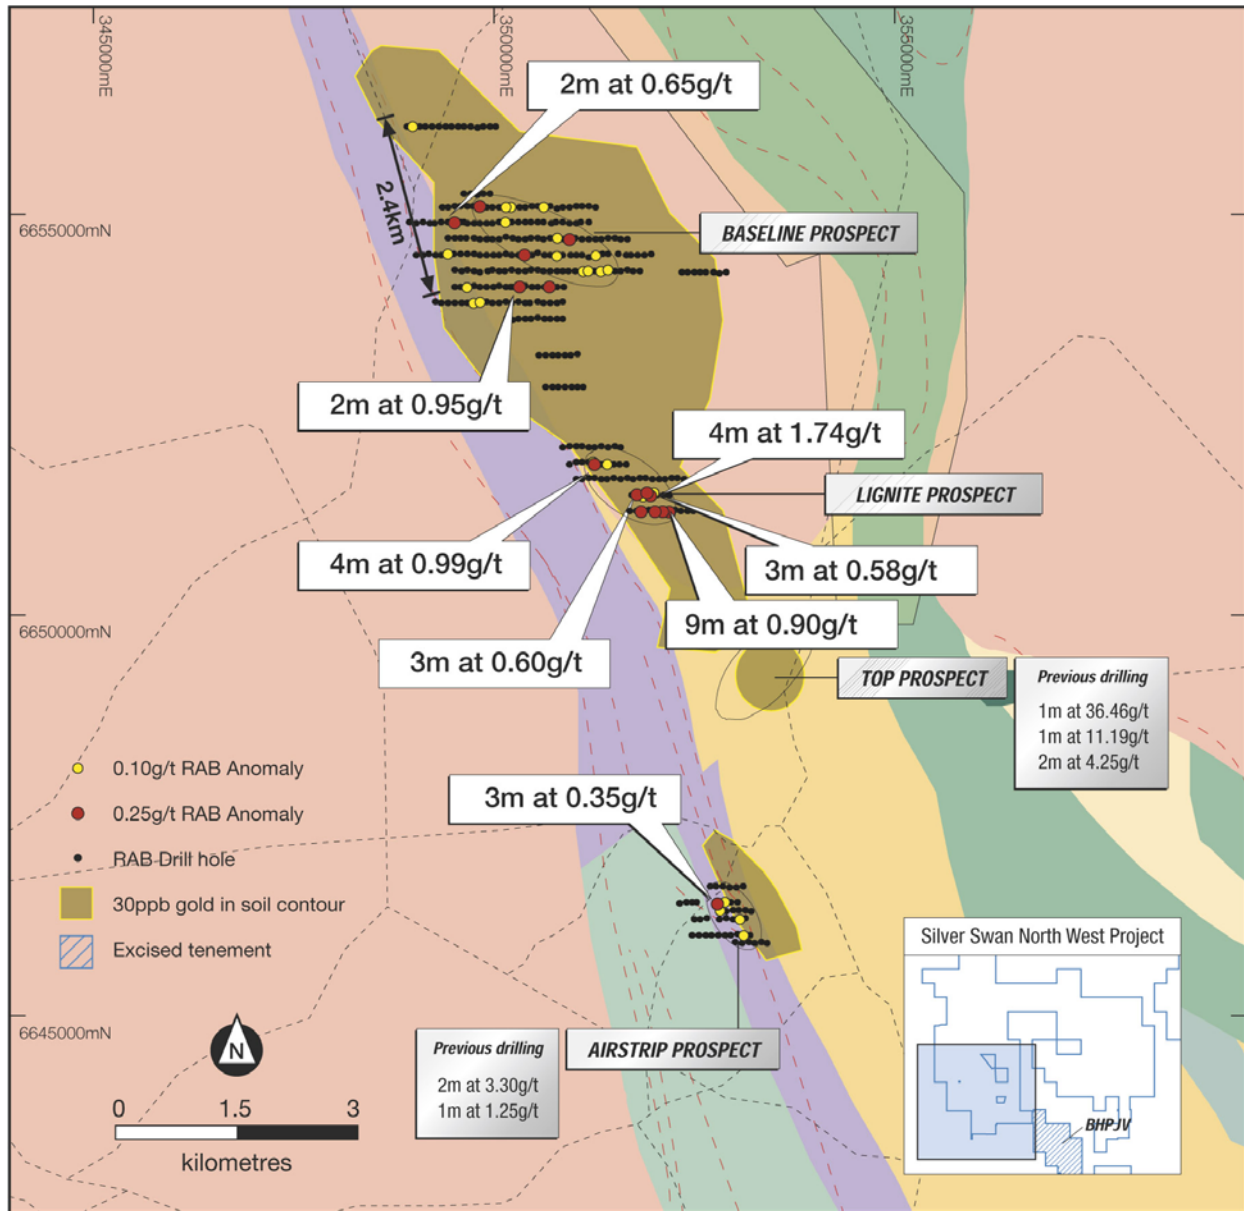 345000mE
350000mE
355000mE
2m at 0.65g/t
2.4km
6655000mN
BASELINE PROSPECT
2m at 0.95g/t
4m at 1.74g/t
LIGNITE PROSPECT
4m at 0.99g/t
3m at 0.58g/t
9m at 0.90g/t
6650000mN
3m at 0.60g/t
TOP PROSPECT
Previous drilling
1m at 36.46g/t
1m at 11.19g/t
2m at 4.25g/t
0.10g/t RAB Anomaly
3m at 0.35g/t
0.25g/t RAB Anomaly
RAB Drill hole
30ppb gold in soil contour
Excised tenement
Silver Swan North West Project
BHPJV
6645000mN
N
Previous drilling
2m at 3.30g/t
1m at 1.25g/t
AIRSTRIP PROSPECT
0 1.5 3
kilometres